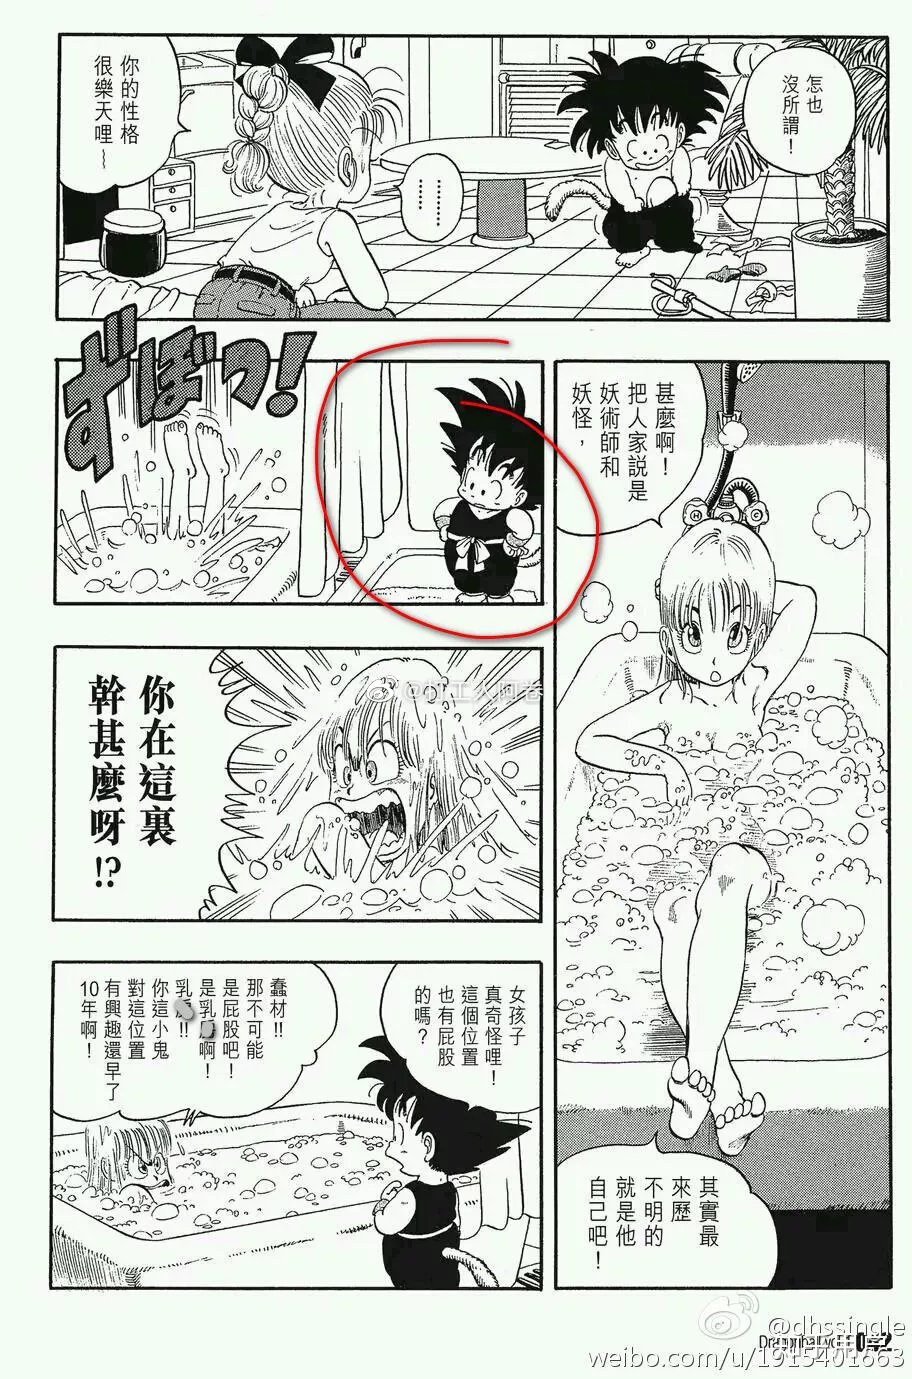 怎也
沒所謂！
………
你的性格
很樂天哩～
甚麼啊！
把人家説是
妖術師和
妖怪，
其實最
來歷
不明的
就是他
自己吧！
ずぼっ！
你在這裏
幹甚麼呀!?
女孩子
真奇怪哩！
這個位置
也有屁股
的嗎？
蠢材!!
那不可能
是屁股吧！
是乳 啊！
乳 !!
你這小鬼
對這位置
有興趣還早了
10年啊！
@dhssingle
weibo.com/u/1915401663